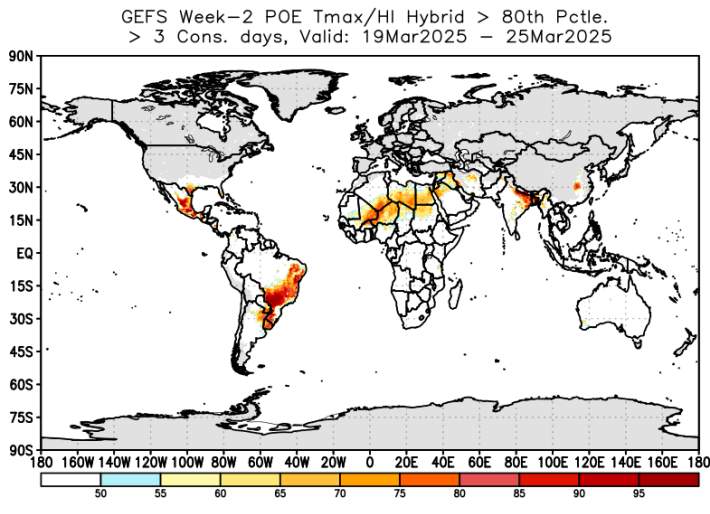 GEFS Week-2 POE Tmax/HI Hybrid > 80th Pctle.
> 3 Cons. days, Valid: 19Mar2025 - 25Mar2025
90N
75N
60N
45N
30N
15N
EQ
15S
30S
45S
60S
75S
90S
180 160W 140W 120W 100W 80W 60W 40W 20W 0 20E 40E 60E 80E 100E 120E 140E 160E 180
50 55 60 65 70 75 80 85 90 95